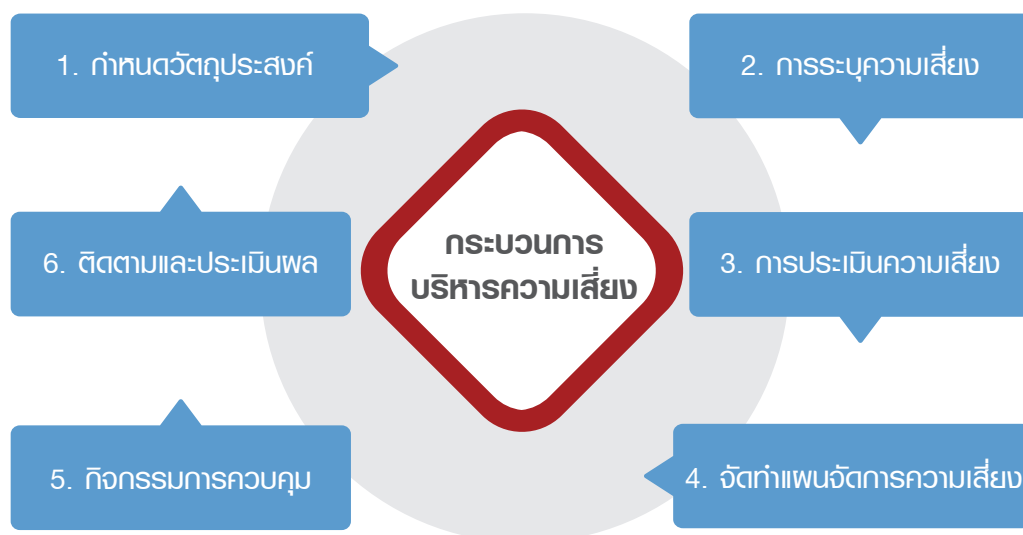 1. กำหนดวัตถุประสงค์
2. การระบุความเสี่ยง
กระบวนการ
บริหารความเสี่ยง
3. การประเมินความเสี่ยง
4. จัดทำแผนจัดการความเสี่ยง
5. กิจกรรมการควบคุม
6. ติดตามและประเมินผล